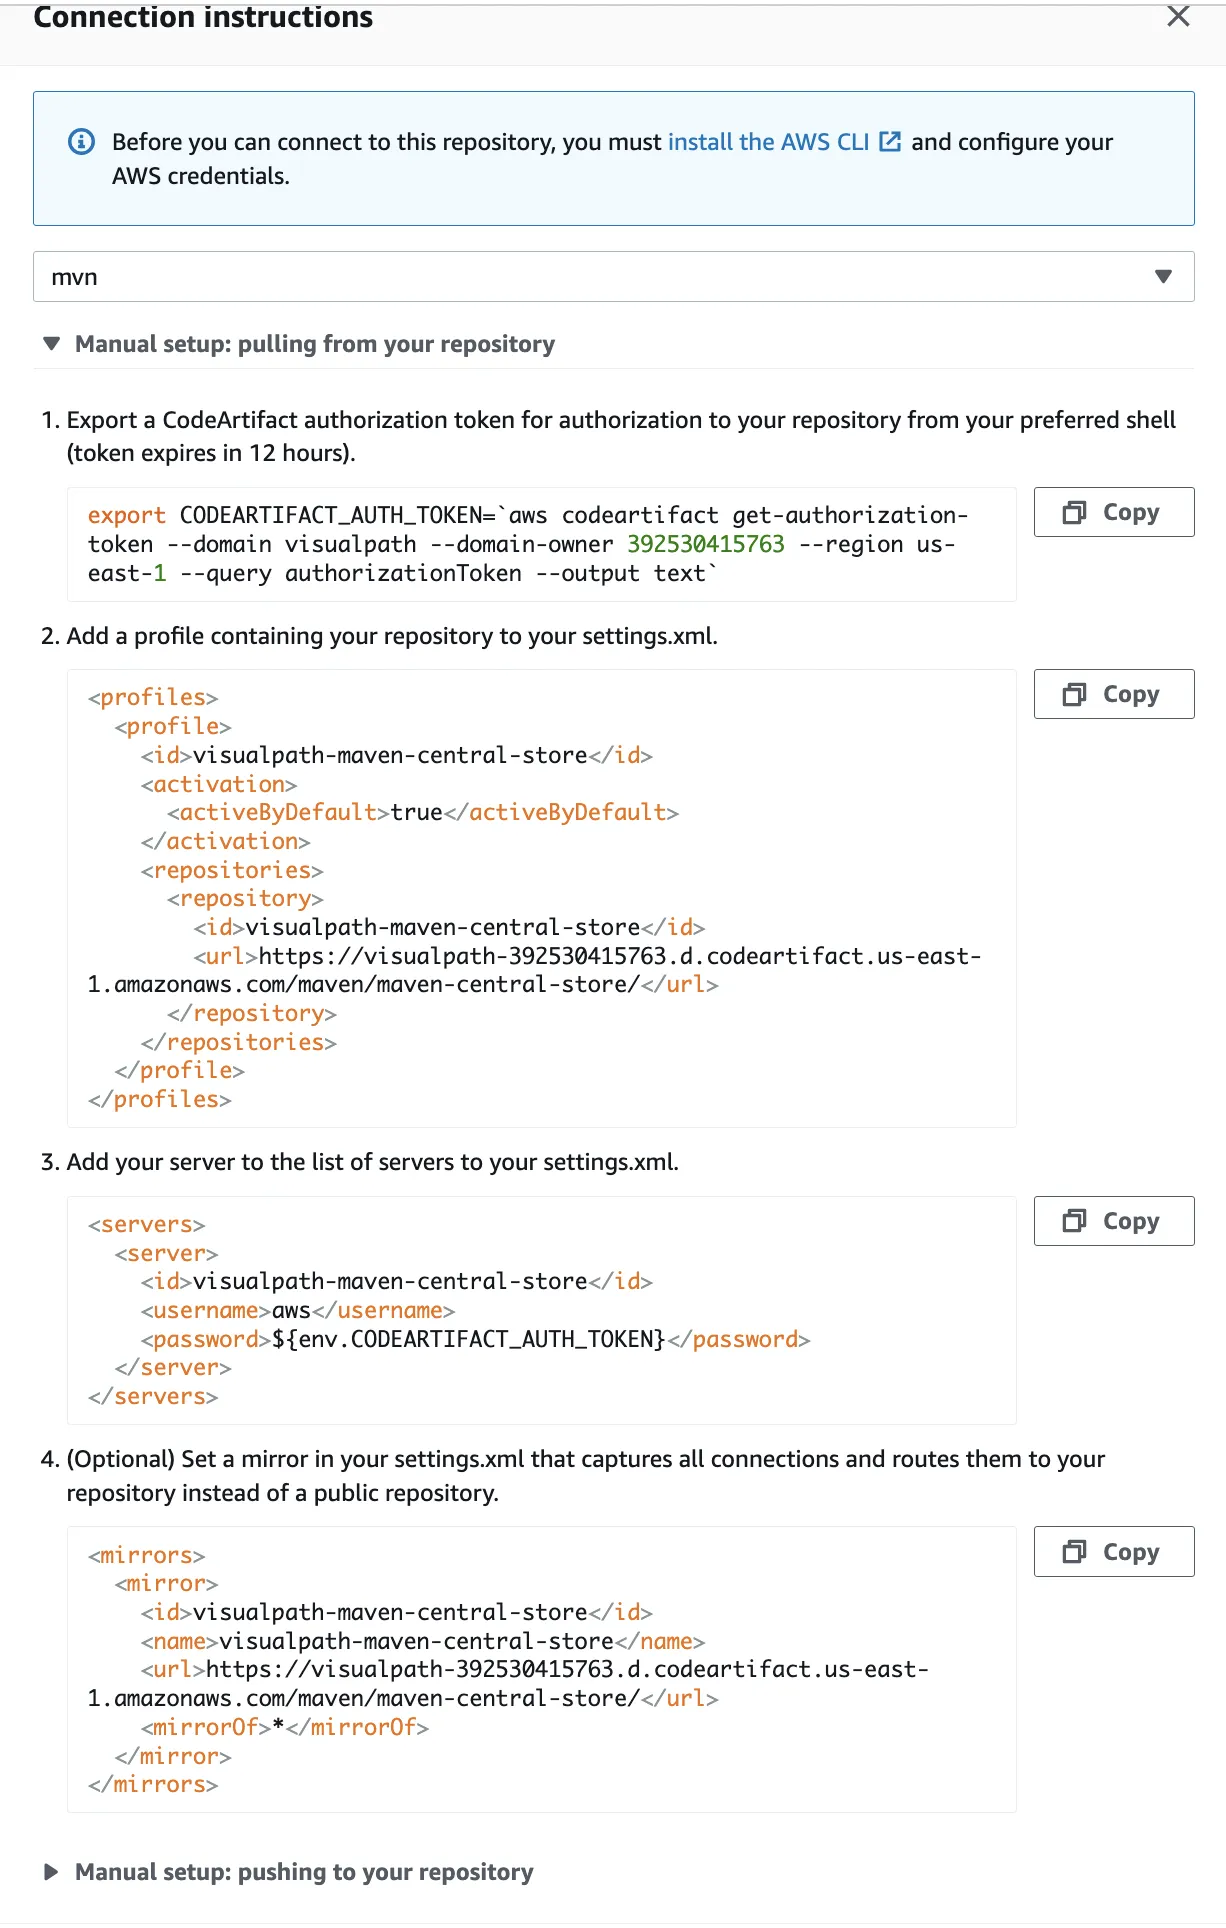 Connection instructions
Before you can connect to this repository, you must install the AWS CLI and configure your
AWS credentials.
mvn
Manual setup: pulling from your repository
1. Export a CodeArtifact authorization token for authorization to your repository from your preferred shell
(token expires in 12 hours).
export CODEARTIFACT_AUTH_TOKEN=`aws codeartifact get-authorization-
token --domain visualpath --domain-owner 392530415763 --region us-
east-1 --query authorizationToken --output text`
Copy
2. Add a profile containing your repository to your settings.xml.
<profiles>
  <profile>
    <id>visualpath-maven-central-store</id>
    <activation>
      <activeByDefault>true</activeByDefault>
    </activation>
    <repositories>
      <repository>
        <id>visualpath-maven-central-store</id>
        <url>https://visualpath-392530415763.d.codeartifact.us-east-
1.amazonaws.com/maven/maven-central-store/</url>
      </repository>
    </repositories>
  </profile>
</profiles>
Copy
3. Add your server to the list of servers to your settings.xml.
<servers>
  <server>
    <id>visualpath-maven-central-store</id>
    <username>aws</username>
    <password>${env.CODEARTIFACT_AUTH_TOKEN}</password>
  </server>
</servers>
Copy
4. (Optional) Set a mirror in your settings.xml that captures all connections and routes them to your
repository instead of a public repository.
<mirrors>
  <mirror>
    <id>visualpath-maven-central-store</id>
    <name>visualpath-maven-central-store</name>
    <url>https://visualpath-392530415763.d.codeartifact.us-east-
1.amazonaws.com/maven/maven-central-store/</url>
    <mirrorOf>*</mirrorOf>
  </mirror>
</mirrors>
Copy
Manual setup: pushing to your repository